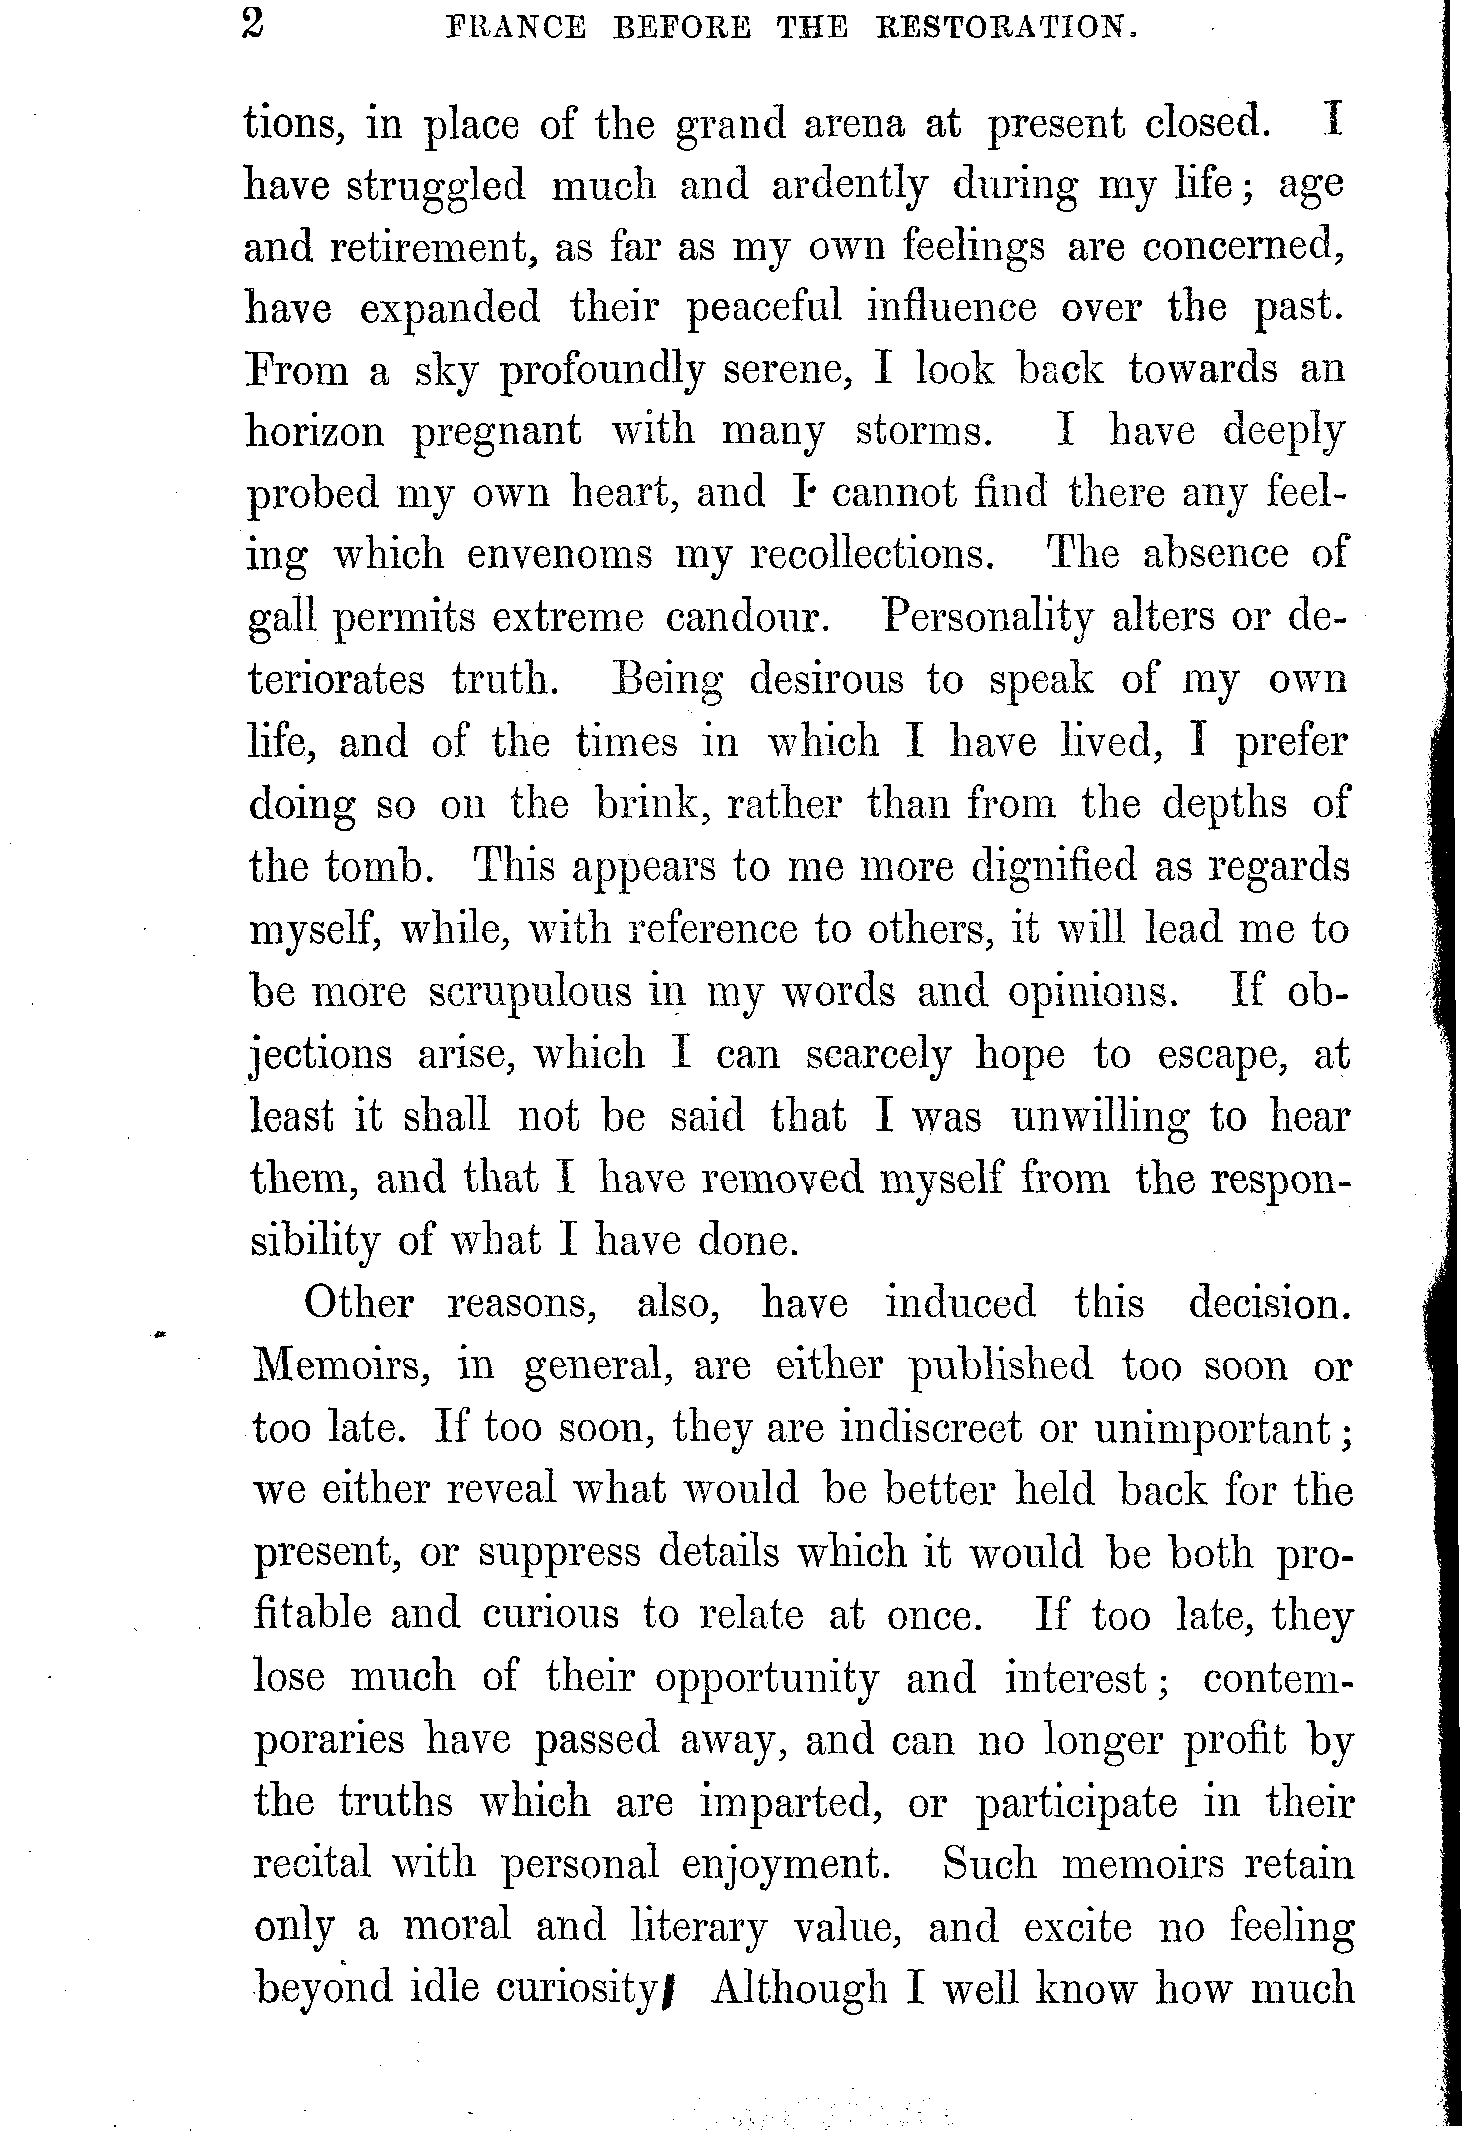 2 FRANCE BEFORE THE RESTORATION.
tions, in place of the grand arena at present closed. I
have struggled much and ardently during my life; age
and retirement, as far as my own feelings are concerned,
have expanded their peaceful influence over the past.
From a sky profoundly serene, I look back towards an
horizon pregnant with many storms. I have deeply
probed my own heart, and I cannot find there any feel-
ing which envenoms my recollections. The absence of
gall permits extreme candour. Personality alters or de-
teriorates truth. Being desirous to speak of my own
life, and of the times in which I have lived, I prefer
doing so on the brink, rather than from the depths of
the tomb. This appears to me more dignified as regards
myself, while, with reference to others, it will lead me to
be more scrupulous in my words and opinions. If ob-
jections arise, which I can scarcely hope to escape, at
least it shall not be said that I was unwilling to hear
them, and that I have removed myself from the respon-
sibility of what I have done.
Other reasons, also, have induced this decision.
Memoirs, in general, are either published too soon or
too late. If too soon, they are indiscreet or unimportant;
we either reveal what would be better held back for the
present, or suppress details which it would be both pro-
fitable and curious to relate at once. If too late, they
lose much of their opportunity and interest; contem-
poraries have passed away, and can no longer profit by
the truths which are imparted, or participate in their
recital with personal enjoyment. Such memoirs retain
only a moral and literary value, and excite no feeling
beyond idle curiosity. Although I well know how much